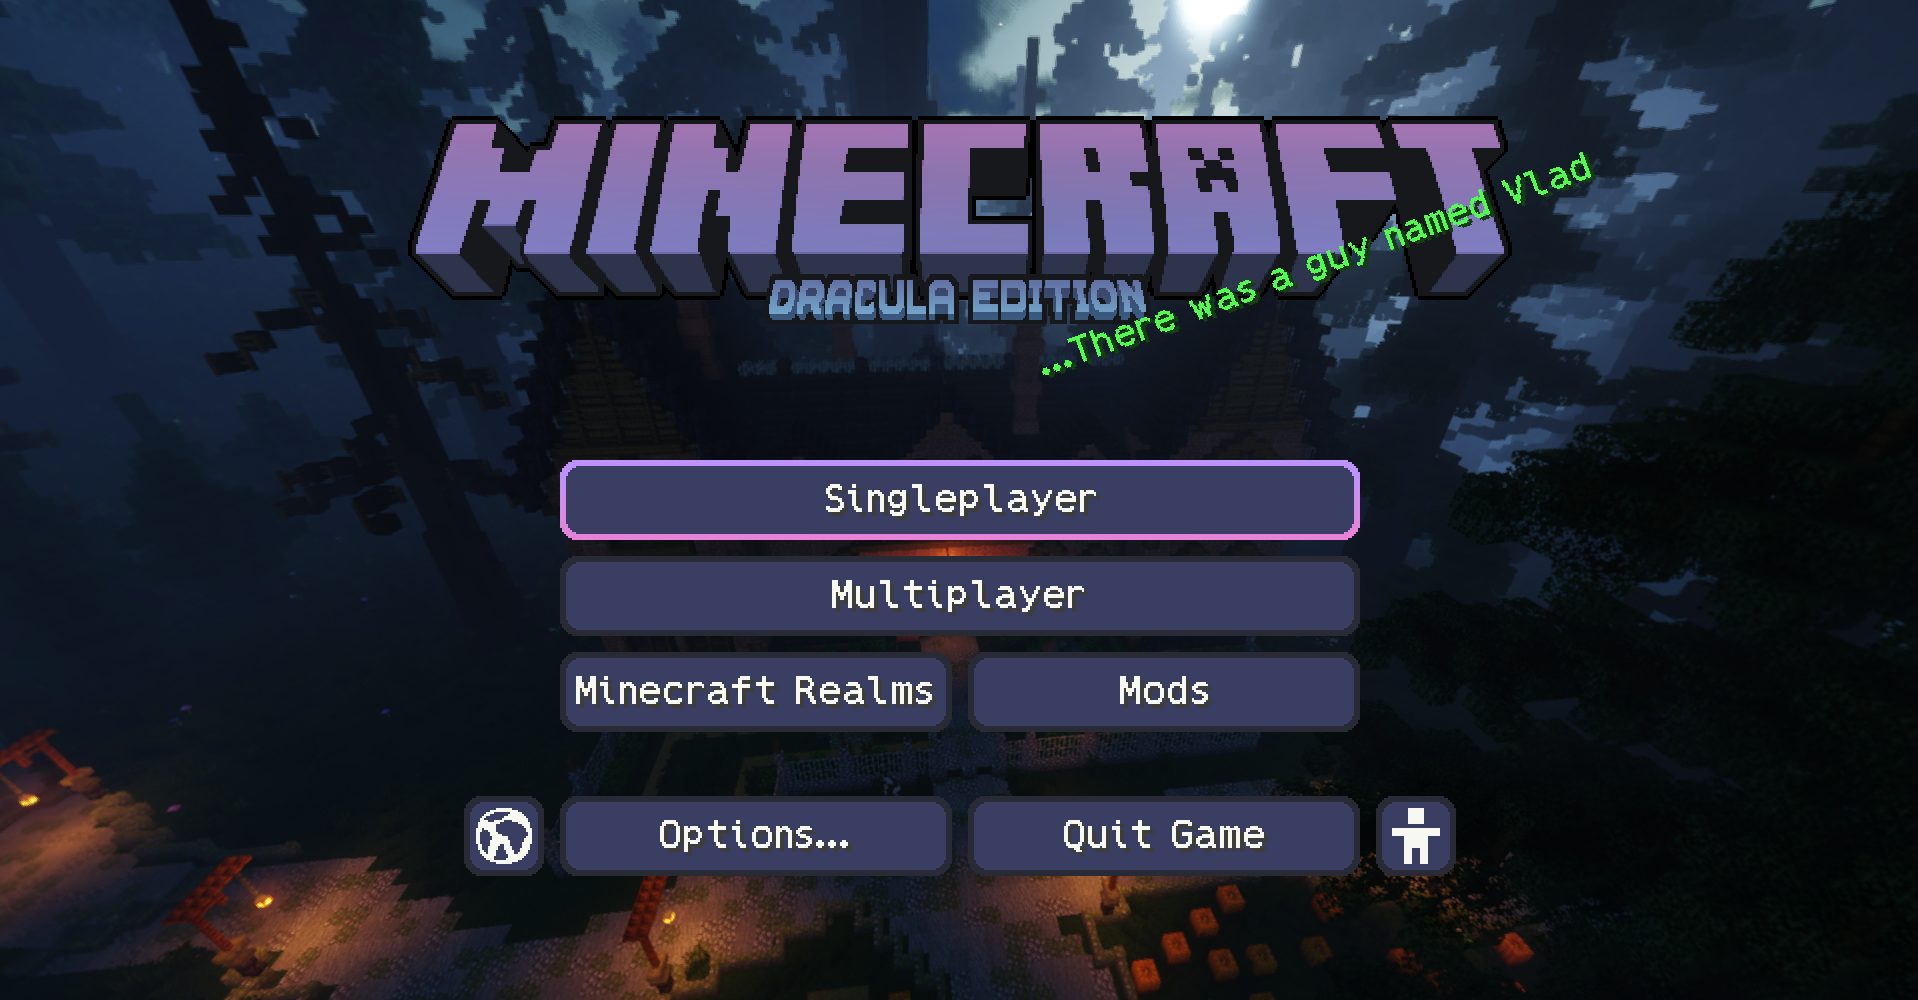 MINECRAFT
DRACULA EDITION
...There was a guy named Vlad
Singleplayer
Multiplayer
Minecraft Realms
Mods
Options...
Quit Game